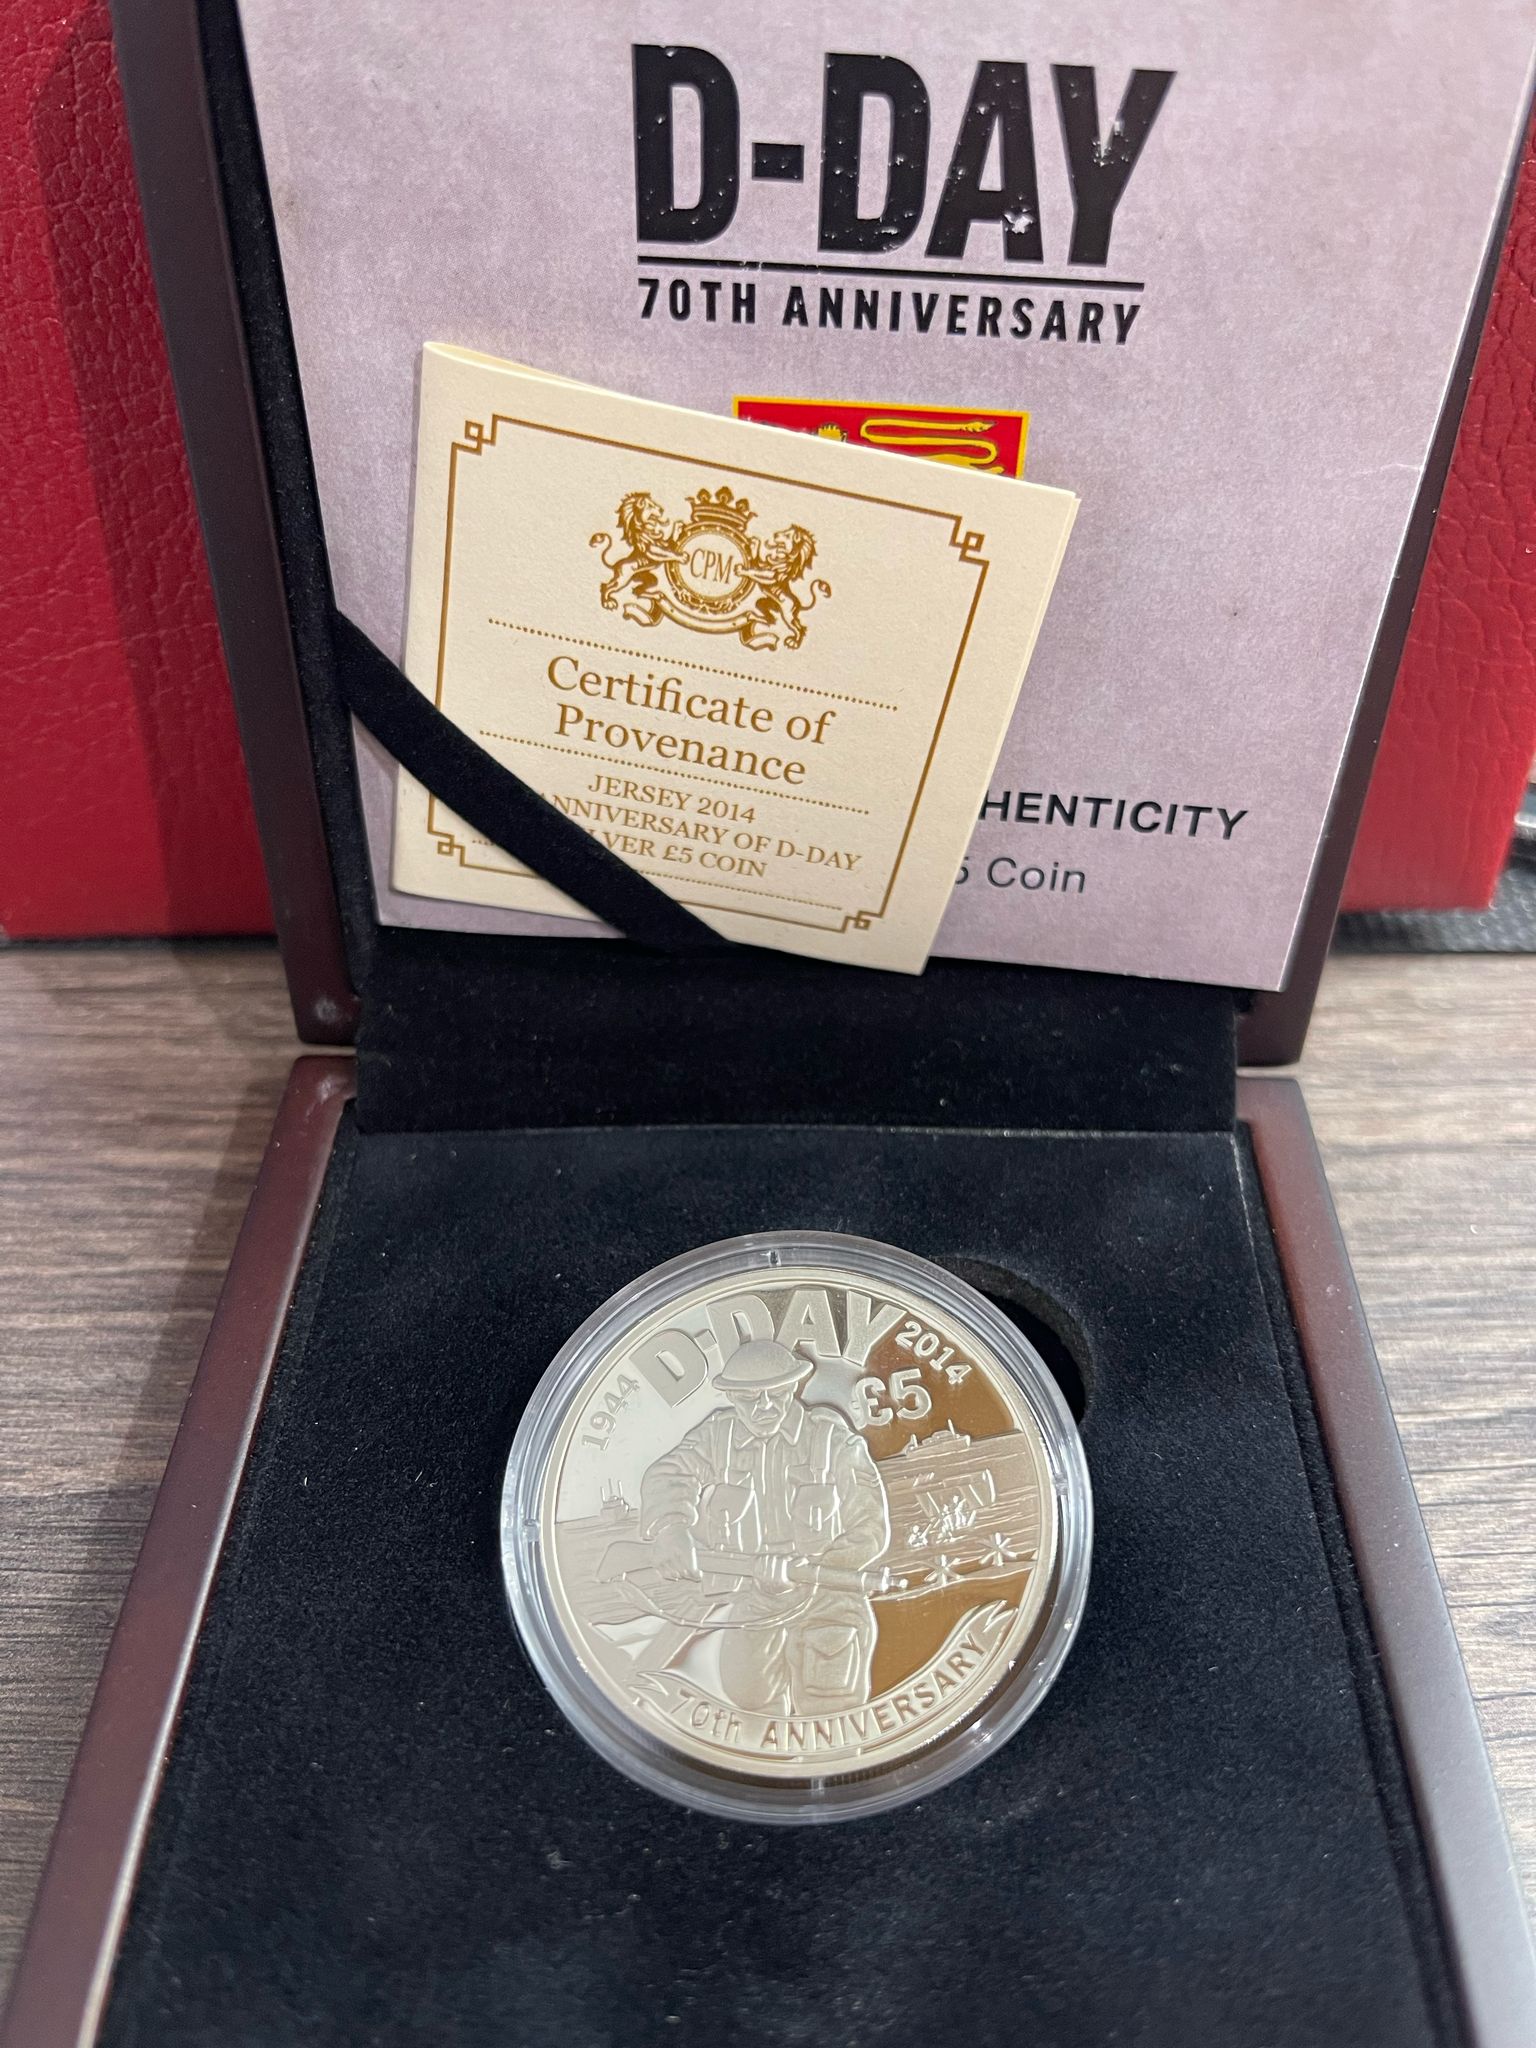 D-DAY
70TH ANNIVERSARY
CPM
Certificate of
Provenance
JERSEY 2014
ANNIVERSARY OF D-DAY
£5 COIN
HENTICITY
Coin
D-DAY
1944
2014
£5
70th ANNIVERSARY